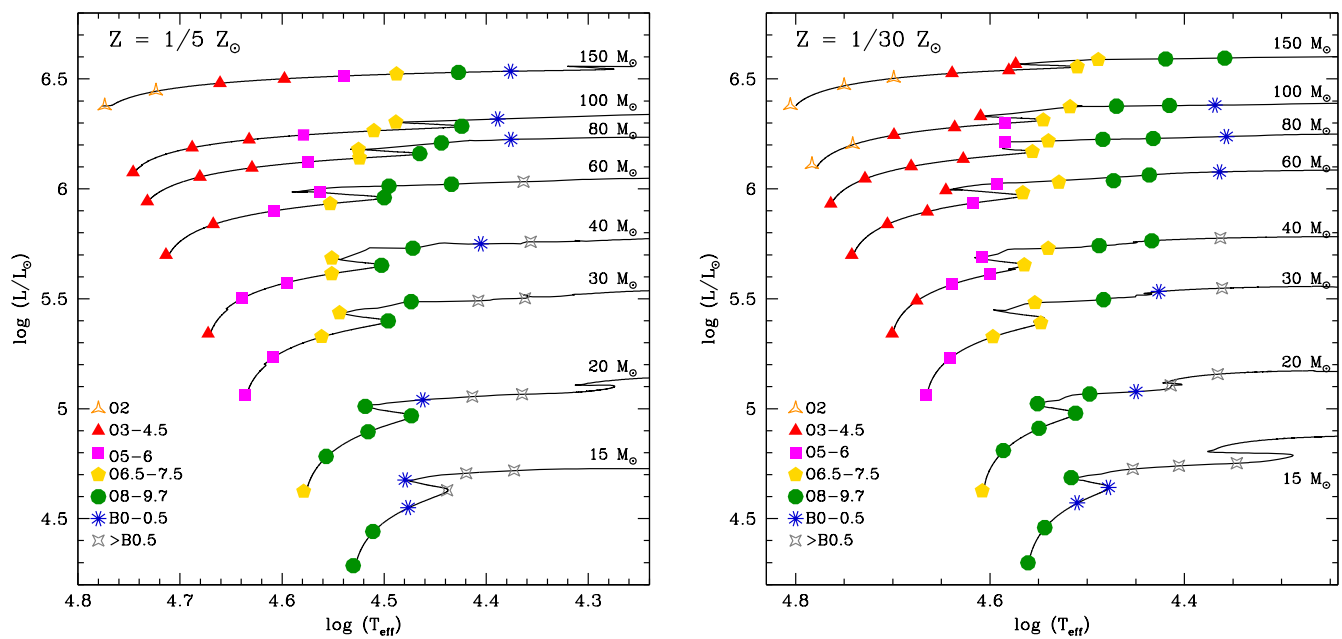 Z = 1/5 Z⊙
150 M⊙
100 M⊙
80 M⊙
60 M⊙
40 M⊙
30 M⊙
20 M⊙
15 M⊙
O2
O3-4.5
O5-6
O6.5-7.5
O8-9.7
B0-0.5
>B0.5
6.5
6
5.5
5
4.5
log (L/L⊙)
4.8
4.7
4.6
4.5
4.4
4.3
log (Teff)
Z = 1/30 Z⊙
150 M⊙
100 M⊙
80 M⊙
60 M⊙
40 M⊙
30 M⊙
20 M⊙
15 M⊙
O2
O3-4.5
O5-6
O6.5-7.5
O8-9.7
B0-0.5
>B0.5
6.5
6
5.5
5
4.5
log (L/L⊙)
4.8
4.6
4.4
log (Teff)